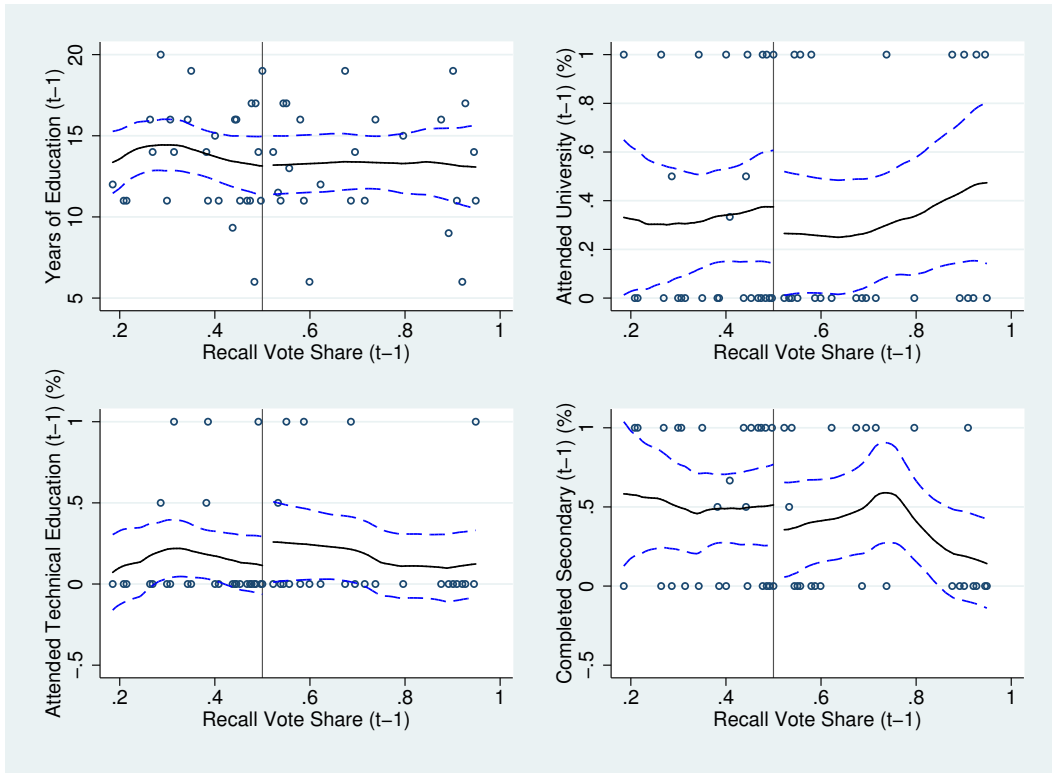 Years of Education (t−1)
20
15
10
5
.2 .4 .6 .8 1
Recall Vote Share (t−1)
Attended University (t−1) (%)
1
.8
.6
.4
.2
0
.2 .4 .6 .8 1
Recall Vote Share (t−1)
Attended Technical Education (t−1) (%)
1
.5
0
−.5
.2 .4 .6 .8 1
Recall Vote Share (t−1)
Completed Secondary (t−1) (%)
1
.5
0
−.5
.2 .4 .6 .8 1
Recall Vote Share (t−1)